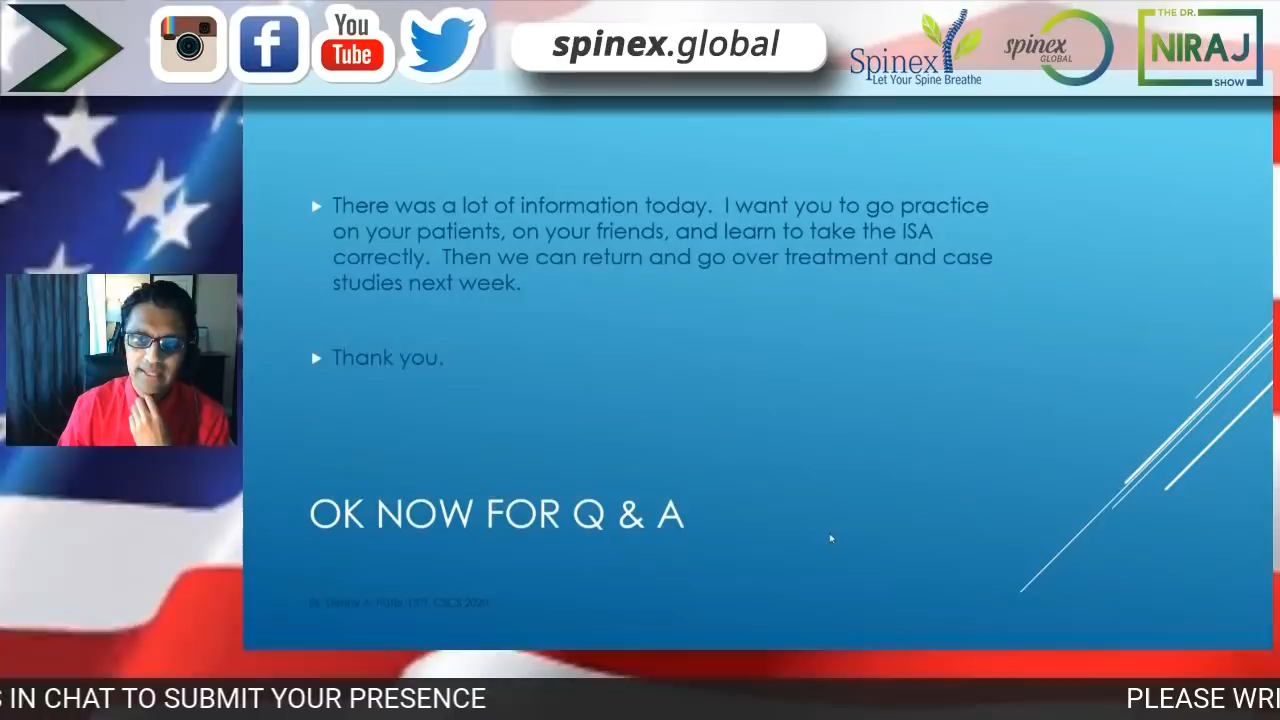 You
Tube
spinex.global
Spinex
Let Your Spine Breathe
spinex
GLOBAL
THE DR.
NIRAJ
SHOW
There was a lot of information today. I want you to go practice
on your patients, on your friends, and learn to take the ISA
correctly. Then we can return and go over treatment and case
studies next week.
Thank you.
OK NOW FOR Q & A
CSCS 2020
S IN CHAT TO SUBMIT YOUR PRESENCE
PLEASE WRI